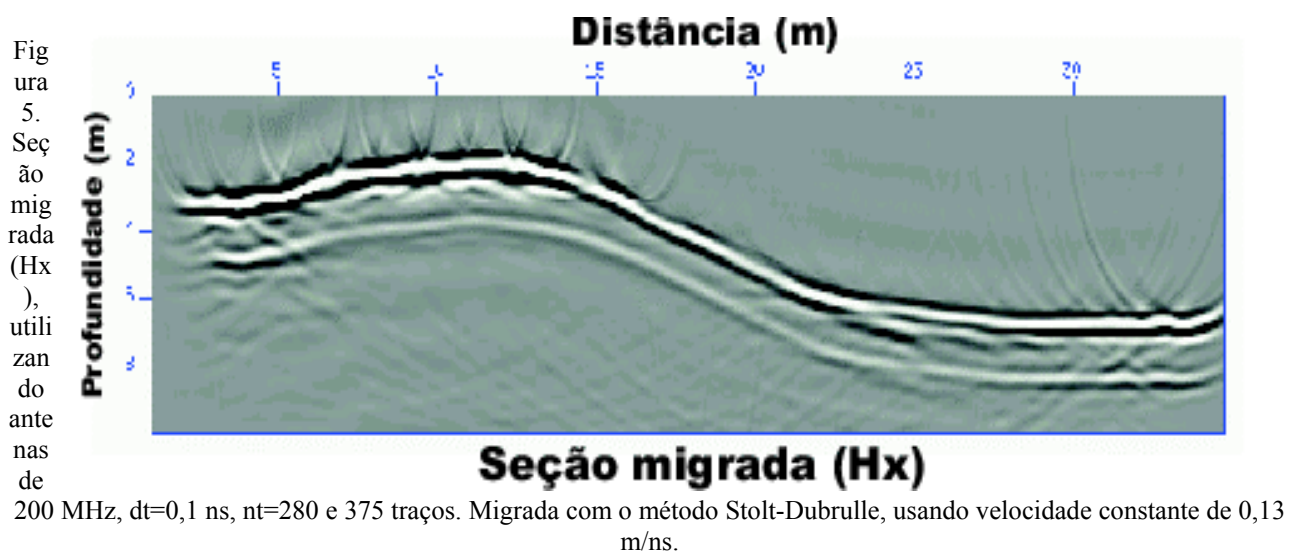 Distância (m)
Fig
ura
5.
Seç
ão
mig
rada
(Hx
),
utili
zan
do
ante
nas
de
5
15
20
25
30
2
Profundidade (m)
Seção migrada (Hx)
200 MHz, dt=0,1 ns, nt=280 e 375 traços. Migrada com o método Stolt-Dubrulle, usando velocidade constante de 0,13
m/ns.